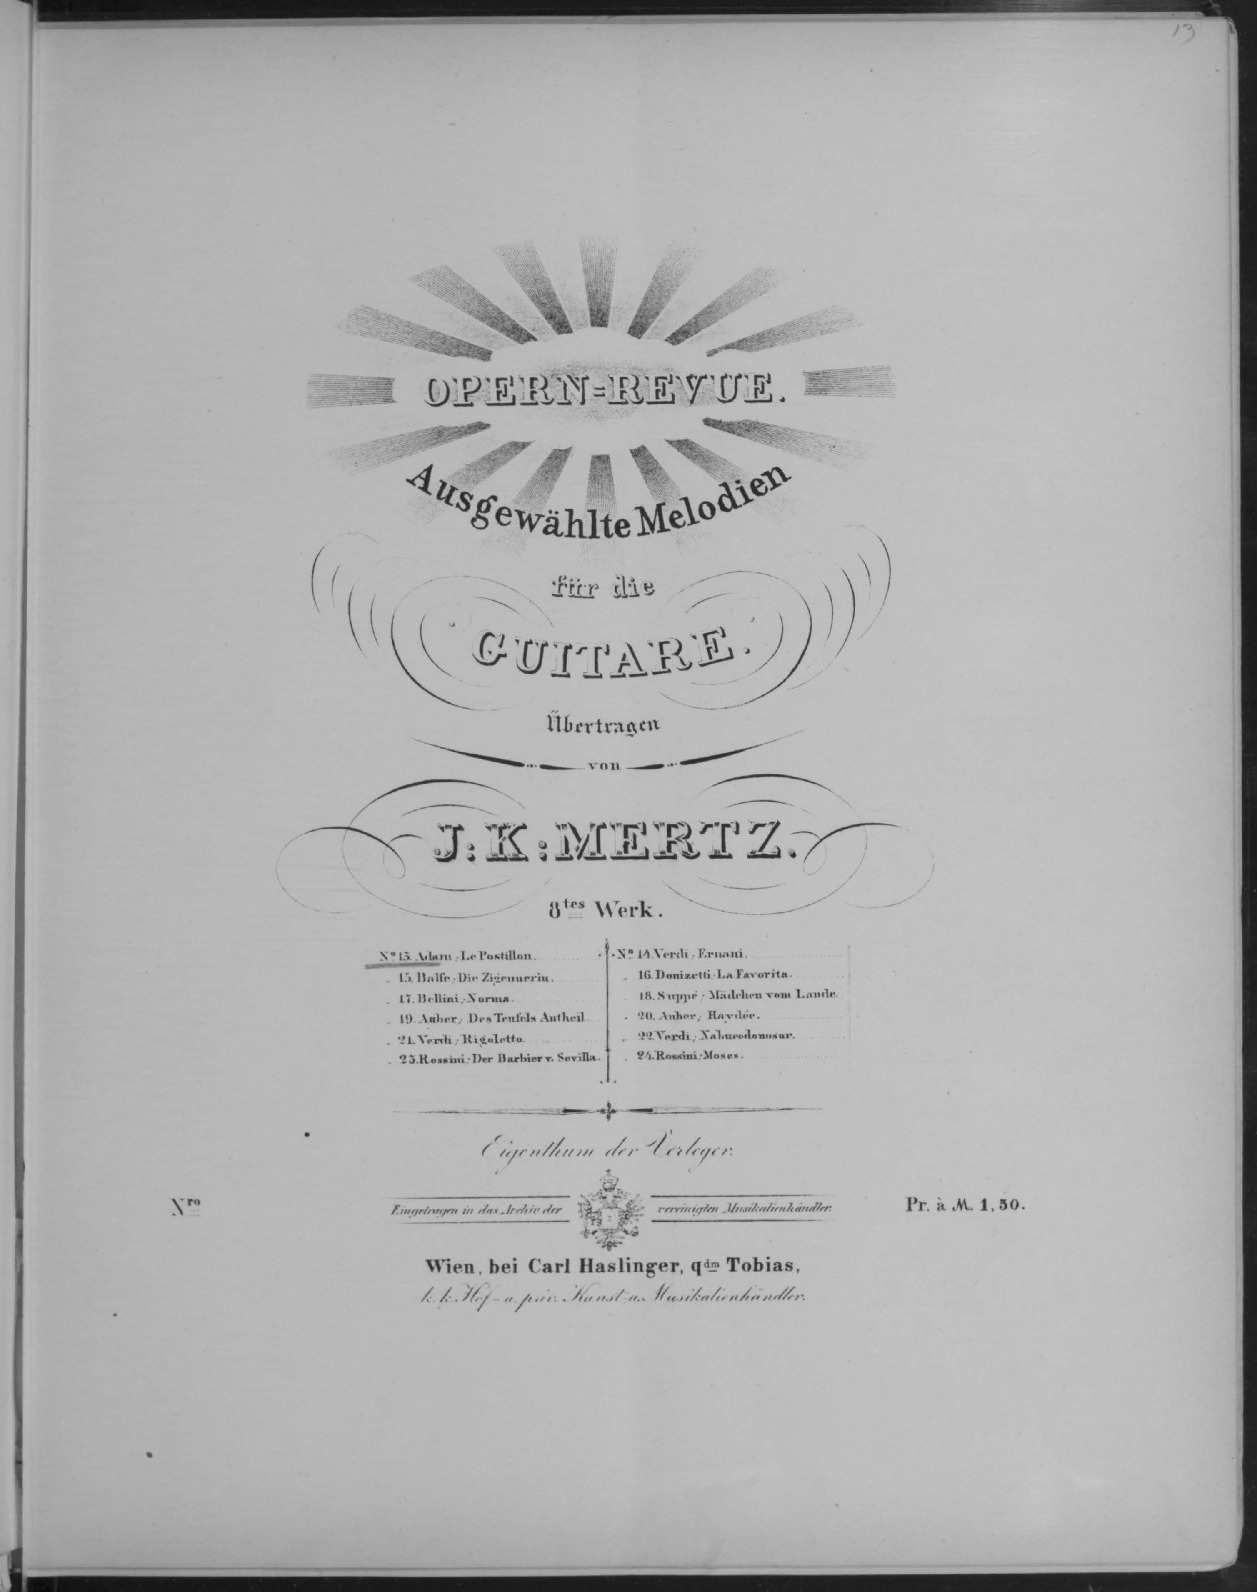 13
OPERN=REVUE.
Ausgewählte Melodien
für die
GUITARE.
Übertragen
von
J:K:MERTZ.
8tes Werk.
No 13. Adam, Le Postillon.
15. Balfe, Die Zigeunerin.
17. Bellini, Norma.
19. Auber, Des Teufels Antheil
21. Verdi, Rigoletto.
23. Rossini, Der Barbier v. Sevilla.
No 14. Verdi, Ernani.
16. Donizetti, La Favorita.
18. Suppé, Mädchen vom Lande.
20. Auber, Haydée.
22. Verdi, Nabucodonosor.
24. Rossini, Moses.
Eigenthum der Verleger.
Nro
Eingetragen in das Archiv der vereinigten Musikalienhändler.
Pr. à M. 1,50.
Wien, bei Carl Haslinger, qdm Tobias,
k. k. Hof- u. priv. Kunst- u. Musikalienhändler.